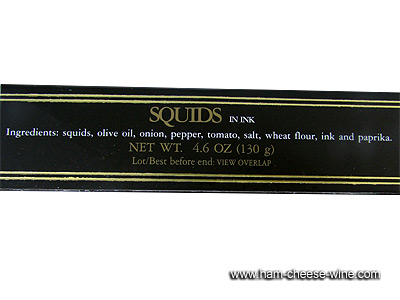 SQUIDS IN INK
Ingredients: squids, olive oil, onion, pepper, tomato, salt, wheat flour, ink and paprika.
NET WT. 4.6 OZ (130 g)
Lot/Best before end: VIEW OVERLAP
www.ham-cheese-wine.com